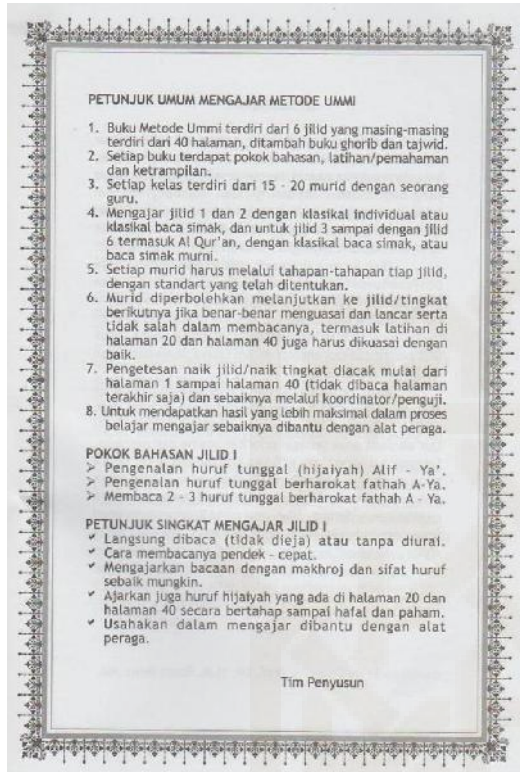 PETUNJUK UMUM MENGAJAR METODE UMMI
1. Buku Metode Ummi terdiri dari 6 jilid yang masing-masing
terdiri dari 40 halaman, ditambah buku ghorib dan tajwid.
2. Setiap buku terdapat pokok bahasan, latihan/pemahaman
dan ketrampilan.
3. Setiap kelas terdiri dari 15 - 20 murid dengan seorang
guru.
4. Mengajar jilid 1 dan 2 dengan klasikal individual atau
klasikal baca simak, dan untuk jilid 3 sampai dengan jilid
6 termasuk Al Qur'an, dengan klasikal baca simak, atau
baca simak murni.
5. Setiap murid harus melalui tahapan-tahapan tiap jilid,
dengan standart yang telah ditentukan.
6. Murid diperbolehkan melanjutkan ke jilid/tingkat
berikutnya jika benar-benar menguasai dan lancar serta
tidak salah dalam membacanya, termasuk latihan di
halaman 20 dan halaman 40 juga harus dikuasai dengan
baik.
7. Pengetesan naik jilid/naik tingkat diacak mulai dari
halaman 1 sampai halaman 40 (tidak dibaca halaman
terakhir saja) dan sebaiknya melalui koordinator/penguji.
8. Untuk mendapatkan hasil yang lebih maksimal dalam proses
belajar mengajar sebaiknya dibantu dengan alat peraga.
POKOK BAHASAN JILID I
➢ Pengenalan huruf tunggal (hijaiyah) Alif - Ya'.
➢ Pengenalan huruf tunggal berharokat fathah A-Ya.
➢ Membaca 2 - 3 huruf tunggal berharokat fathah A - Ya.
PETUNJUK SINGKAT MENGAJAR JILID I
✓ Langsung dibaca (tidak dieja) atau tanpa diurai.
✓ Cara membacanya pendek - cepat.
✓ Mengajarkan bacaan dengan makhroj dan sifat huruf
sebaik mungkin.
✓ Ajarkan juga huruf hijaiyah yang ada di halaman 20 dan
halaman 40 secara bertahap sampai hafal dan paham.
✓ Usahakan dalam mengajar dibantu dengan alat
peraga.
Tim Penyusun